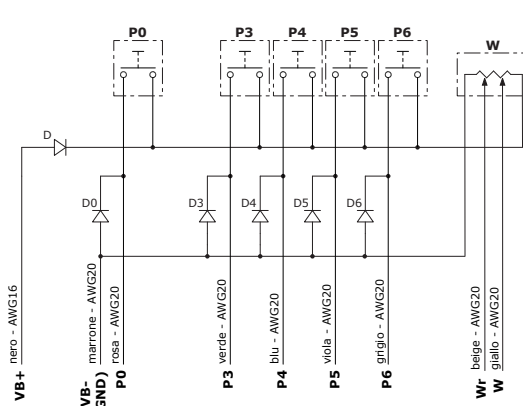 P0
P3
P4
P5
P6
W
D
D0
D3
D4
D5
D6
nero - AWG16
marrone - AWG20
rosa - AWG20
verde - AWG20
blu - AWG20
viola - AWG20
grigio - AWG20
beige - AWG20
giallo - AWG20
VB+
VB-
GND)
P0
P3
P4
P5
P6
Wr
W